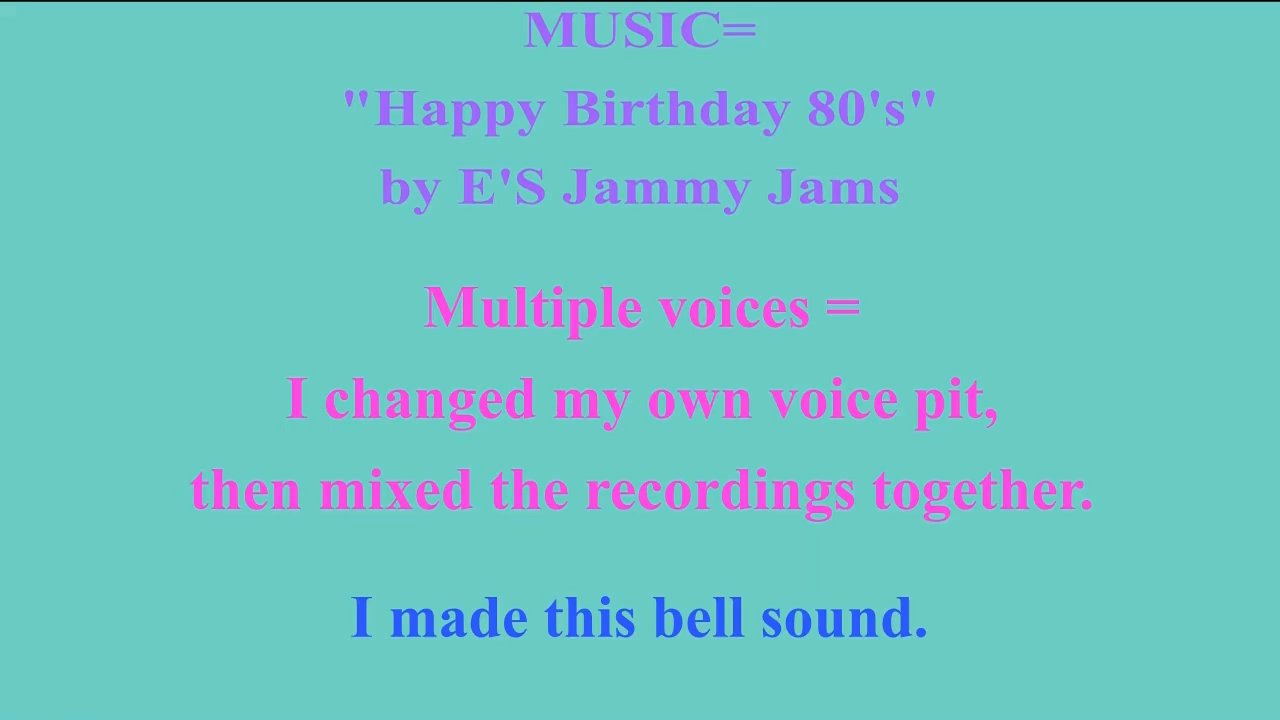 MUSIC=
"Happy Birthday 80's"
by E'S Jammy Jams
Multiple voices =
I changed my own voice pit,
then mixed the recordings together.
I made this bell sound.